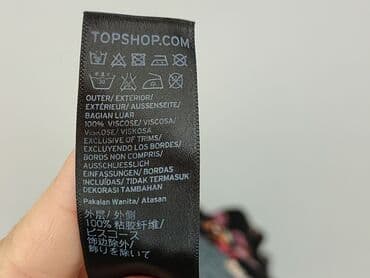 TOPSHOP.COM
30
OUTER/ EXTERIOR/
EXTÉRIEUR/ AUSSENSEITE/
BAGIAN LUAR
100% VISCOSE/ VISCOSA/
VISKOSE/ VISKOSA
EXCLUSIVE OF TRIMS/
EXCLUYENDO LOS BORDES/
BORDS NON COMPRIS/
AUSSCHLIESSLICH
EINFASSUNGEN/ BORDAS
INCLUÍDAS/ TIDAK TERMASUK
DEKORASI TAMBAHAN
Pakaian Wanita/ Atasan
外层/ 外側
100% 粘胶纤维/
ビスコース
饰边除外/
飾りを除いて